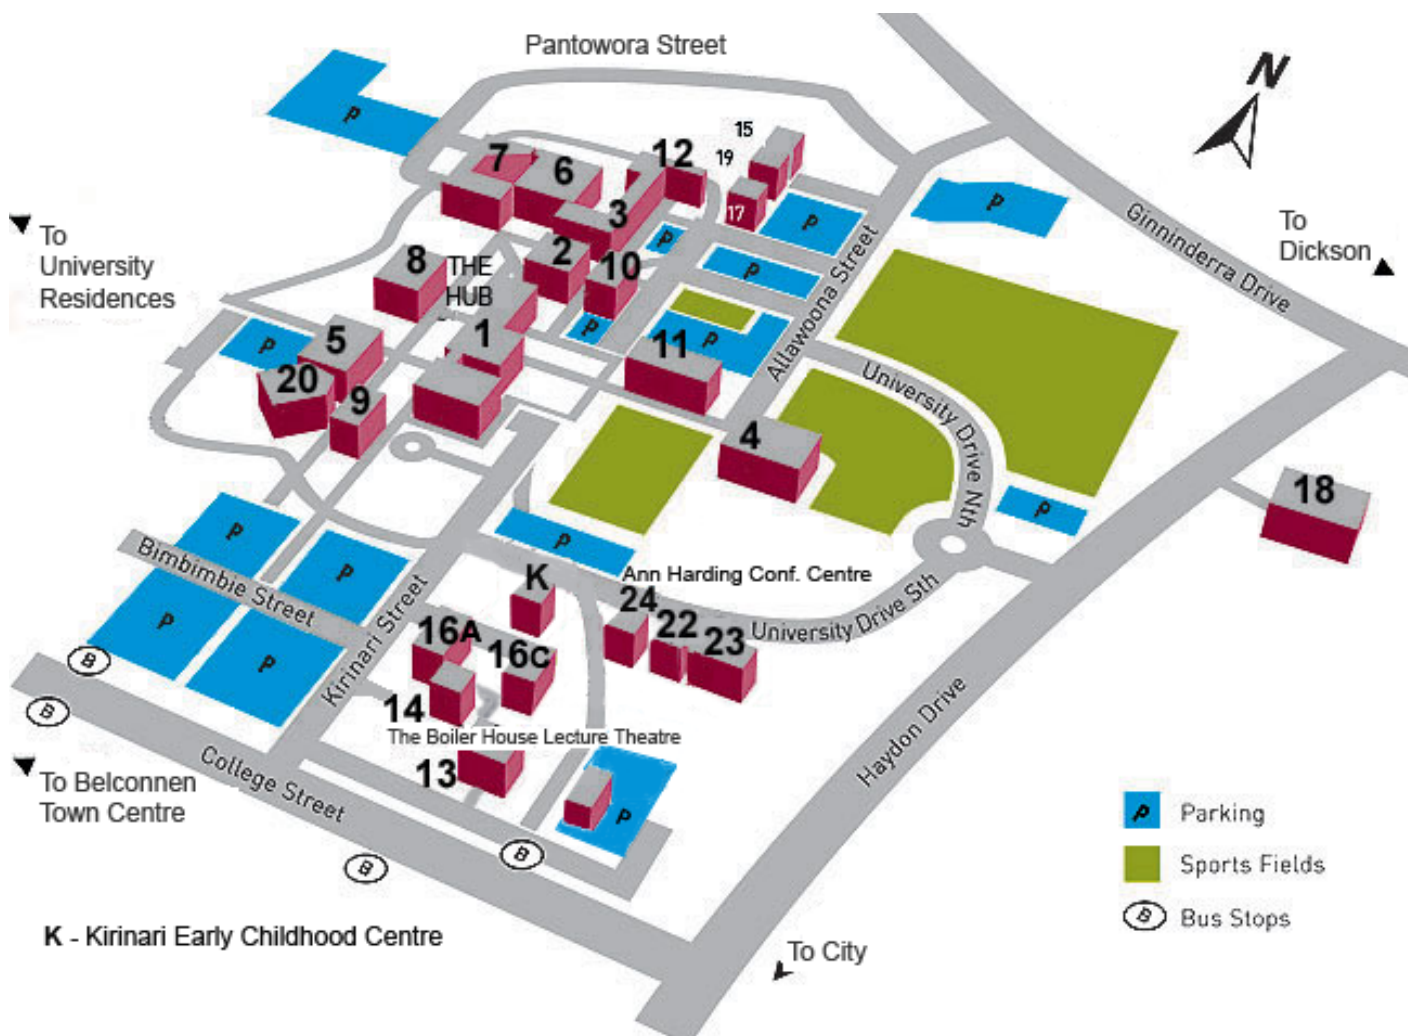 Pantowora Street
N
P
7
6
12
15
19
17
3
P
P
P
Ginninderra Drive
To
Dickson
To
University
Residences
8
THE
HUB
2
10
P
Allawoona Street
P
5
1
P
11
P
20
9
4
University Drive Nth
18
P
P
P
P
Bimbimbie Street
P
P
K
Ann Harding Conf. Centre
24
22
23
University Drive Sth
Kirinari Street
16A
16c
14
The Boiler House Lecture Theatre
13
P
B
B
B
B
College Street
Haydon Drive
To Belconnen
Town Centre
To City
K - Kirinari Early Childhood Centre
P Parking
Sports Fields
B Bus Stops